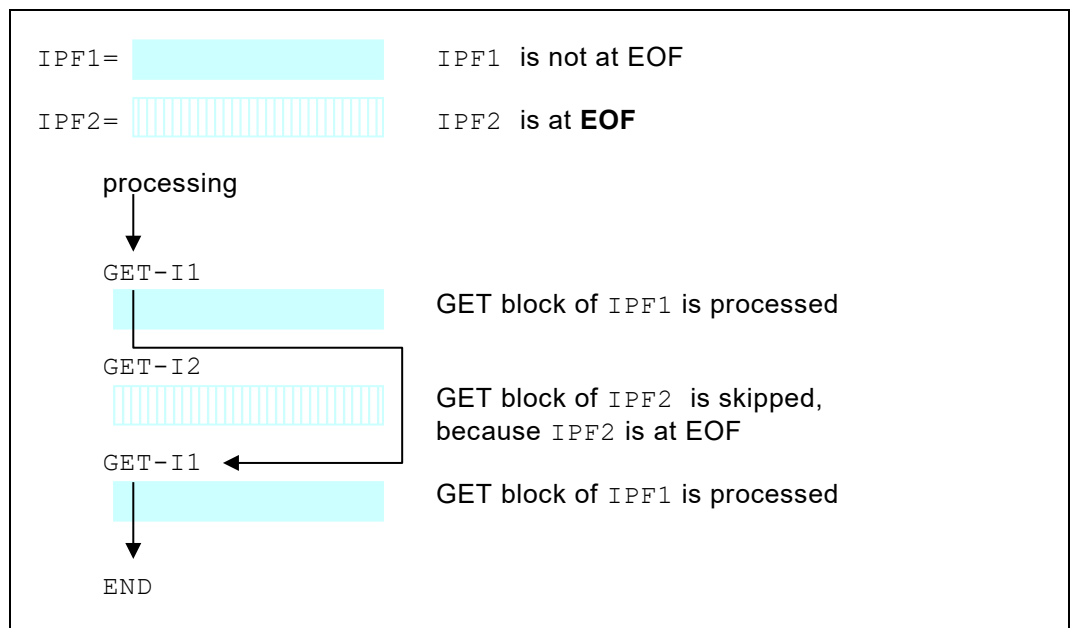 IPF1= IPF1 is not at EOF
IPF2= IPF2 is at EOF
processing
GET-I1
GET block of IPF1 is processed
GET-I2
GET block of IPF2 is skipped,
because IPF2 is at EOF
GET-I1
GET block of IPF1 is processed
END